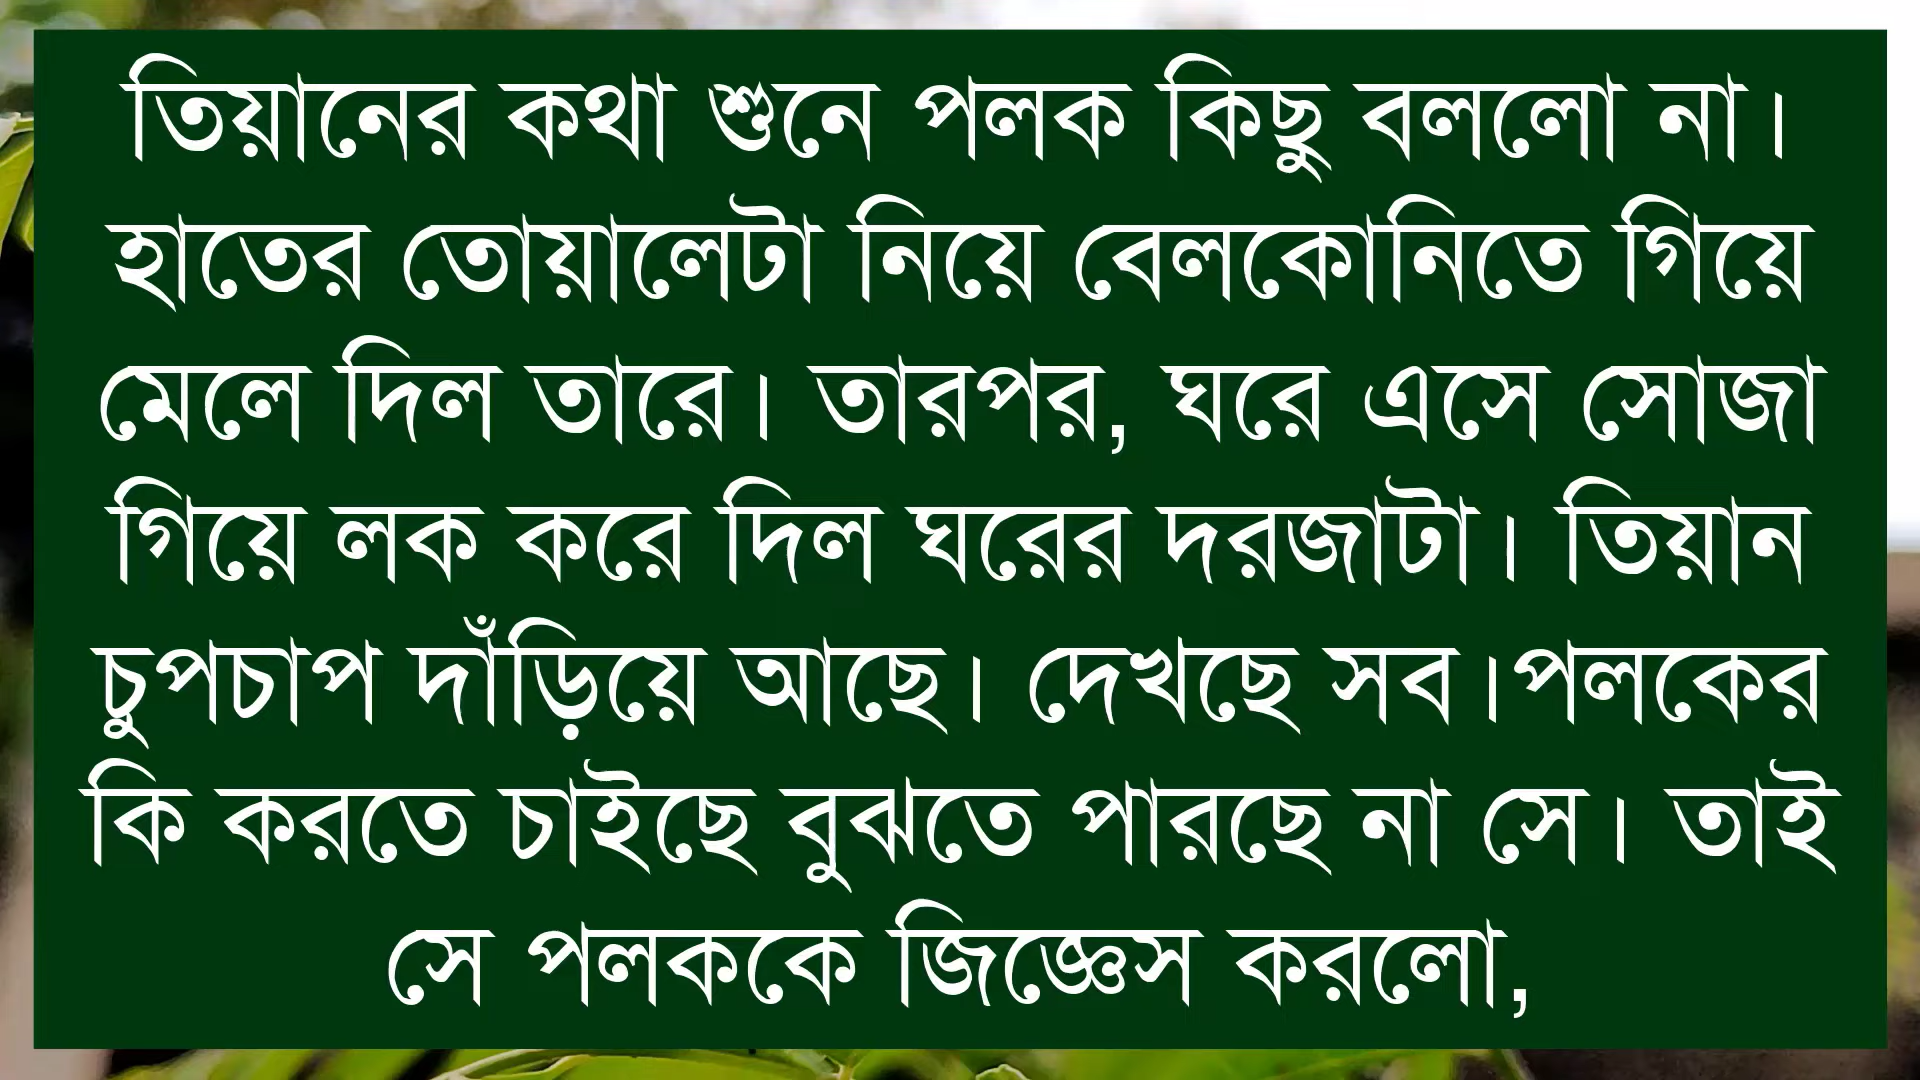 তিয়ানের কথা শুনে পলক কিছু বললো না।
হাতের তোয়ালেটা নিয়ে বেলকোনিতে গিয়ে
মেলে দিল তারে। তারপর, ঘরে এসে সোজা
গিয়ে লক করে দিল ঘরের দরজাটা। তিয়ান
চুপচাপ দাঁড়িয়ে আছে। দেখছে সব।পলকের
কি করতে চাইছে বুঝতে পারছে না সে। তাই
সে পলককে জিজ্ঞেস করলো,